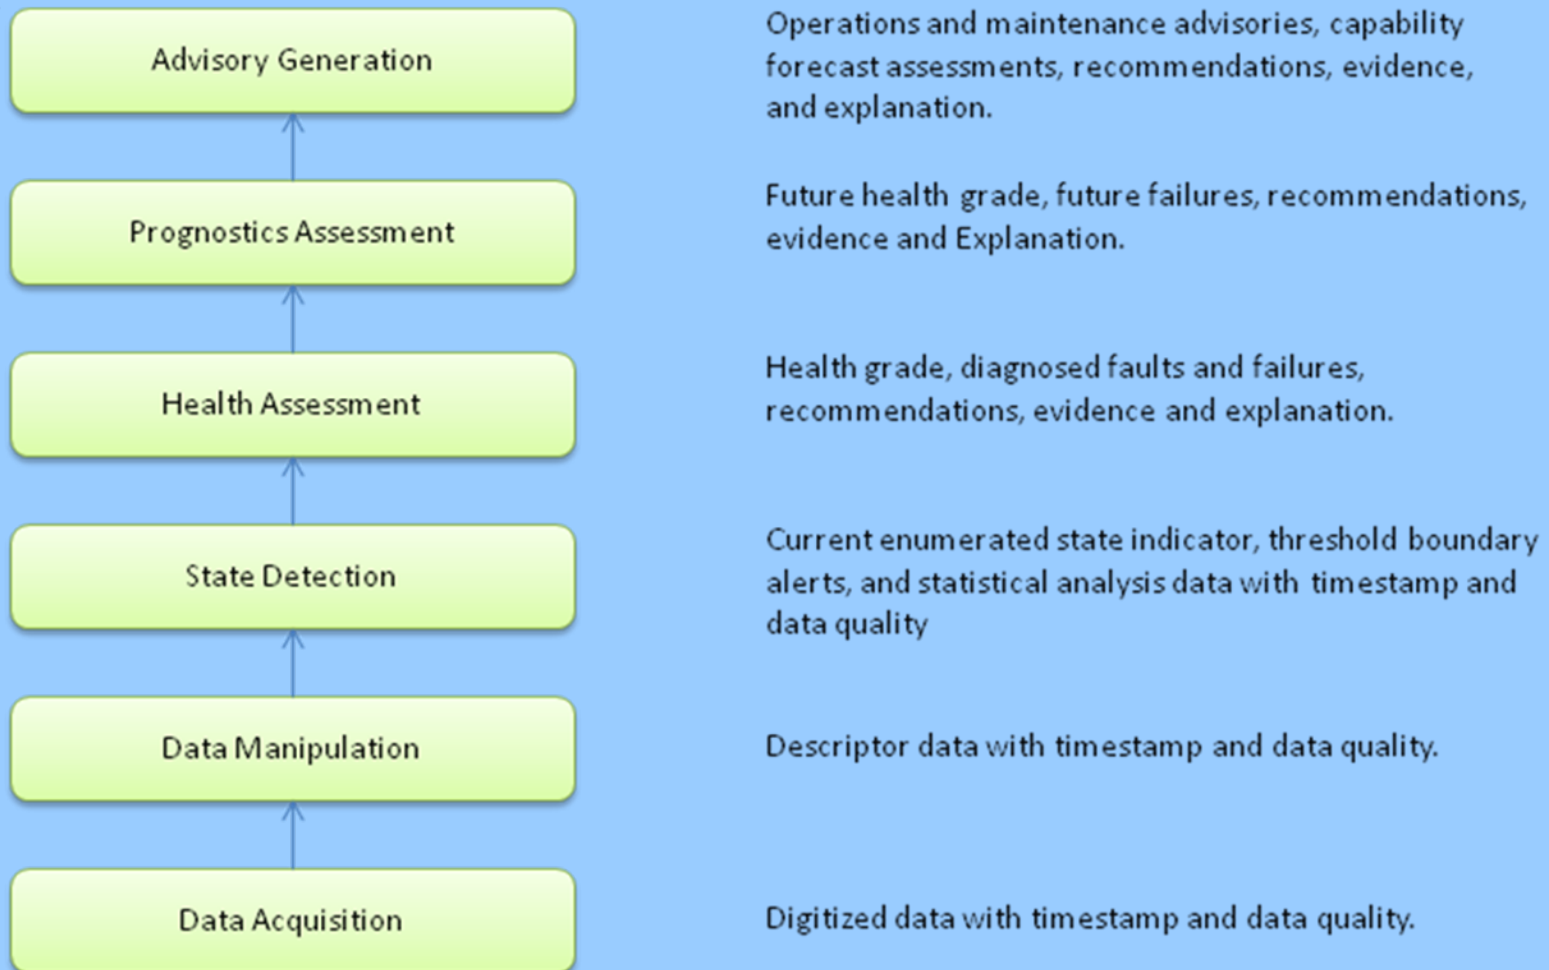 Advisory Generation
Operations and maintenance advisories, capability
forecast assessments, recommendations, evidence,
and explanation.
Prognostics Assessment
Future health grade, future failures, recommendations,
evidence and Explanation.
Health Assessment
Health grade, diagnosed faults and failures,
recommendations, evidence and explanation.
State Detection
Current enumerated state indicator, threshold boundary
alerts, and statistical analysis data with timestamp and
data quality
Data Manipulation
Descriptor data with timestamp and data quality.
Data Acquisition
Digitized data with timestamp and data quality.